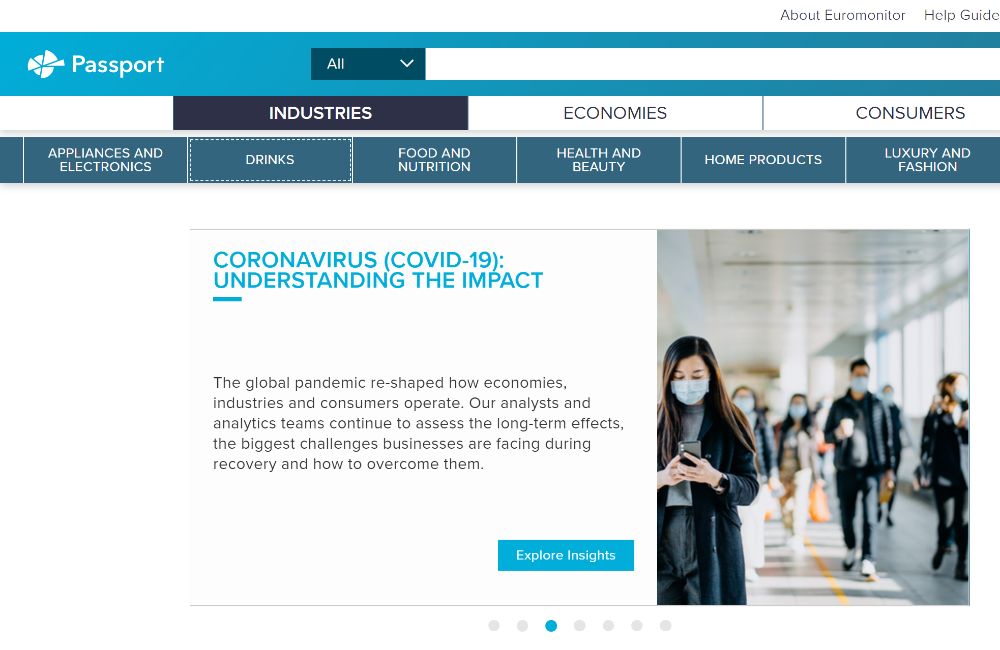 About Euromonitor Help Guide
Passport
All
INDUSTRIES ECONOMIES CONSUMERS
APPLIANCES AND
ELECTRONICS
DRINKS
FOOD AND
NUTRITION
HEALTH AND
BEAUTY
HOME PRODUCTS
LUXURY AND
FASHION
CORONAVIRUS (COVID-19):
UNDERSTANDING THE IMPACT
The global pandemic re-shaped how economies,
industries and consumers operate. Our analysts and
analytics teams continue to assess the long-term effects,
the biggest challenges businesses are facing during
recovery and how to overcome them.
Explore Insights